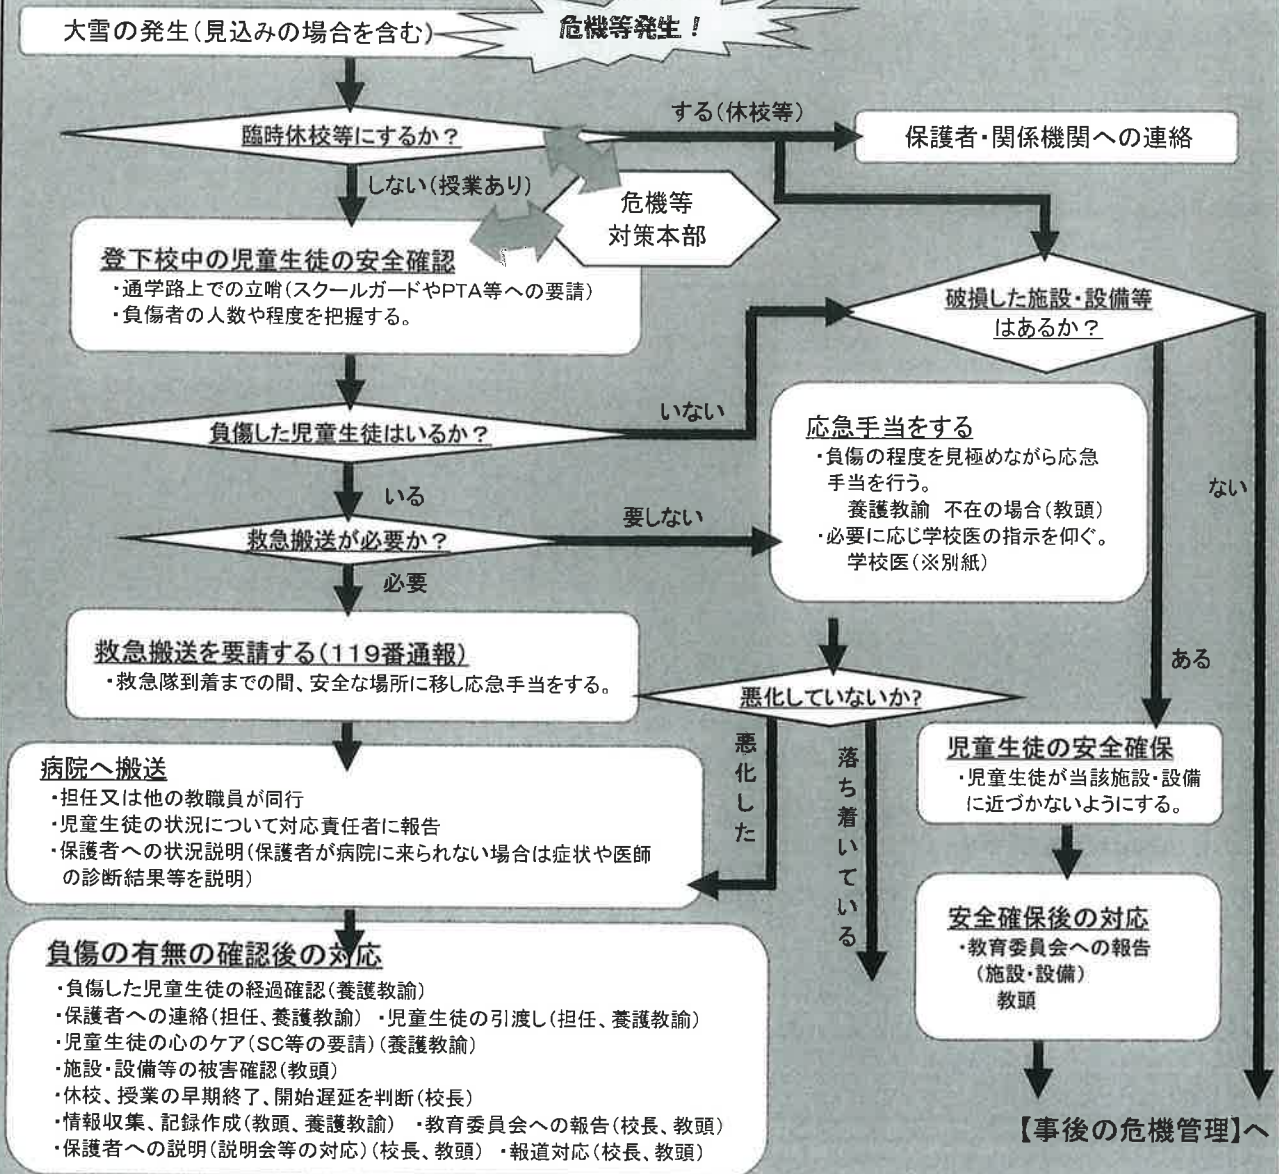 危機等発生！
大雪の発生(見込みの場合を含む)
臨時休校等にするか？
する(休校等)
保護者・関係機関への連絡
しない(授業あり)
危機等
対策本部
登下校中の児童生徒の安全確認
・通学路上での立哨(スクールガードやPTA等への要請)
・負傷者の人数や程度を把握する。
破損した施設・設備等
はあるか？
負傷した児童生徒はいるか？
いない
いる
救急搬送が必要か？
要しない
必要
応急手当をする
・負傷の程度を見極めながら応急
手当を行う。
養護教諭 不在の場合(教頭)
・必要に応じ学校医の指示を仰ぐ。
学校医(※別紙)
ない
ある
救急搬送を要請する(119番通報)
・救急隊到着までの間、安全な場所に移し応急手当をする。
悪化していないか?
悪化した
落ち着いている
病院へ搬送
・担任又は他の教職員が同行
・児童生徒の状況について対応責任者に報告
・保護者への状況説明(保護者が病院に来られない場合は症状や医師
の診断結果等を説明)
児童生徒の安全確保
・児童生徒が当該施設・設備
に近づかないようにする。
安全確保後の対応
・教育委員会への報告
(施設・設備)
教頭
負傷の有無の確認後の対応
・負傷した児童生徒の経過確認(養護教諭)
・保護者への連絡(担任、養護教諭) ・児童生徒の引渡し(担任、養護教諭)
・児童生徒の心のケア(SC等の要請)(養護教諭)
・施設・設備等の被害確認(教頭)
・休校、授業の早期終了、開始遅延を判断(校長)
・情報収集、記録作成(教頭、養護教諭) ・教育委員会への報告(校長、教頭)
・保護者への説明(説明会等の対応)(校長、教頭) ・報道対応(校長、教頭)
【事後の危機管理】へ